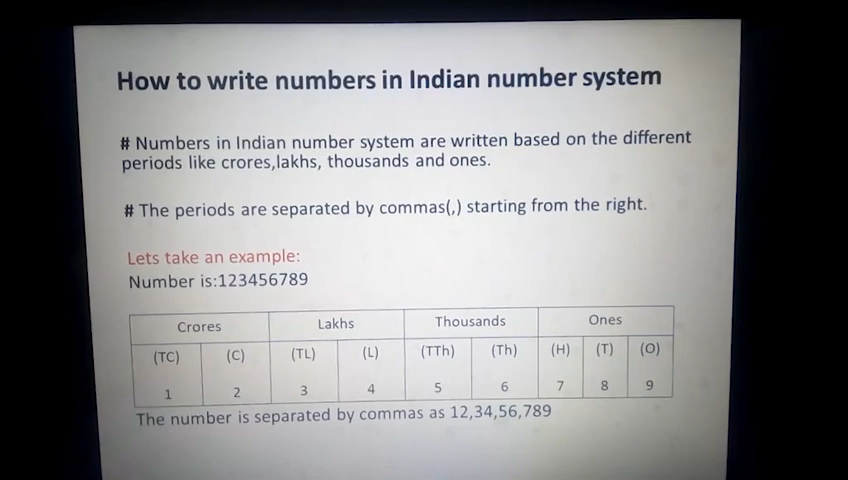 How to write numbers in Indian number system
# Numbers in Indian number system are written based on the different
periods like crores,lakhs, thousands and ones.
# The periods are separated by commas(,) starting from the right.
Lets take an example:
Number is:123456789
Crores Lakhs Thousands Ones
(TC) (C) (TL) (L) (TTh) (Th) (H) (T) (O)
1 2 3 4 5 6 7 8 9
The number is separated by commas as 12,34,56,789